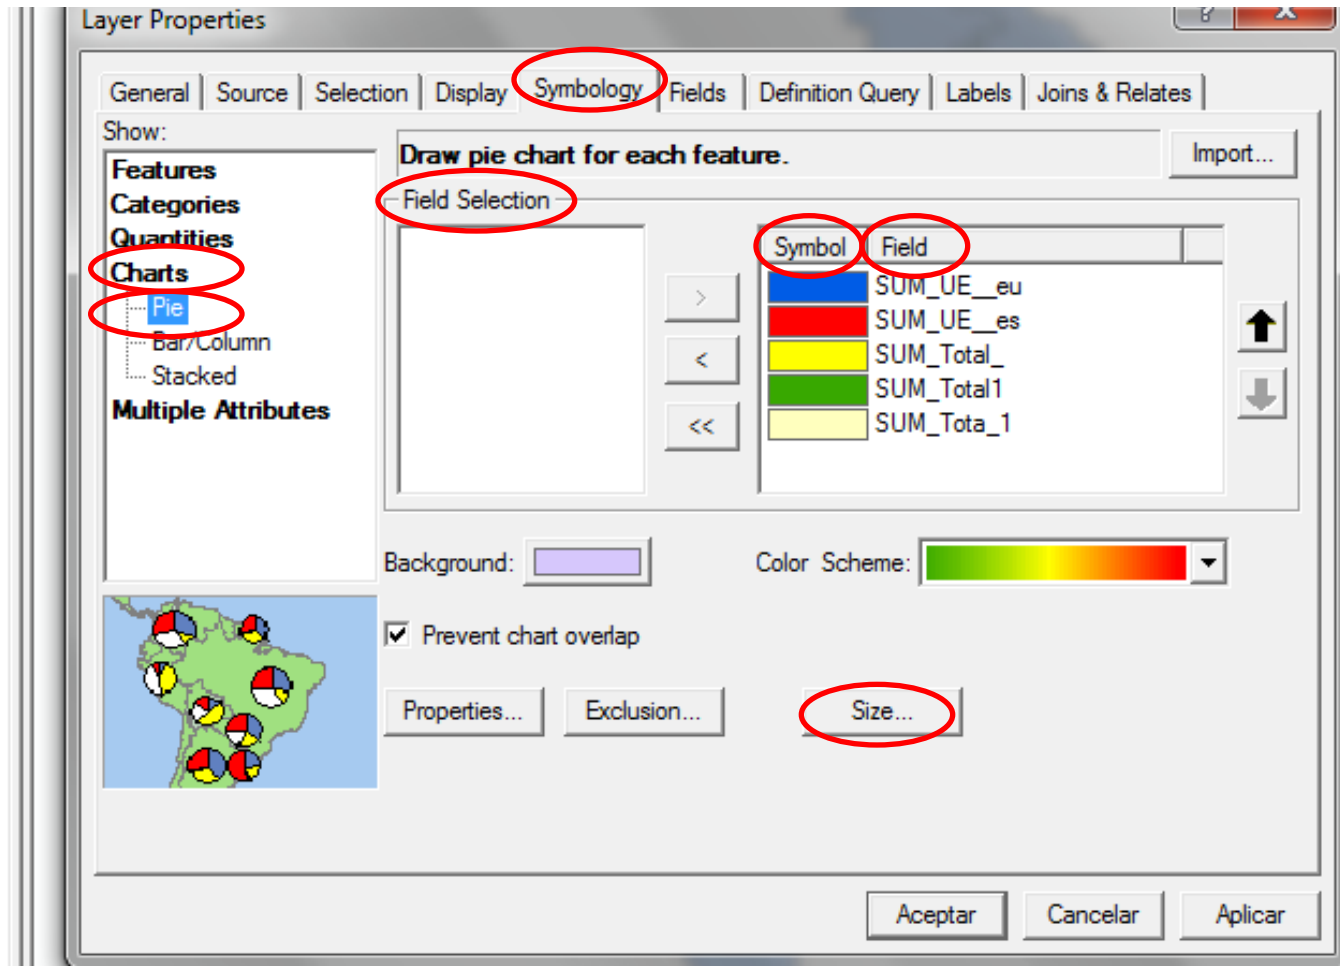 Layer Properties
? X
General Source Selection Display Symbology Fields Definition Query Labels Joins & Relates
Show:
Features
Categories
Quantities
Charts
Pie
Bar/Column
Stacked
Multiple Attributes
Draw pie chart for each feature.
Import...
Field Selection
>
<
<<
Symbol Field
SUM_UE__eu
SUM_UE__es
SUM_Total_
SUM_Total1
SUM_Tota_1
Background:
Color Scheme:
Prevent chart overlap
Properties... Exclusion... Size...
Aceptar Cancelar Aplicar